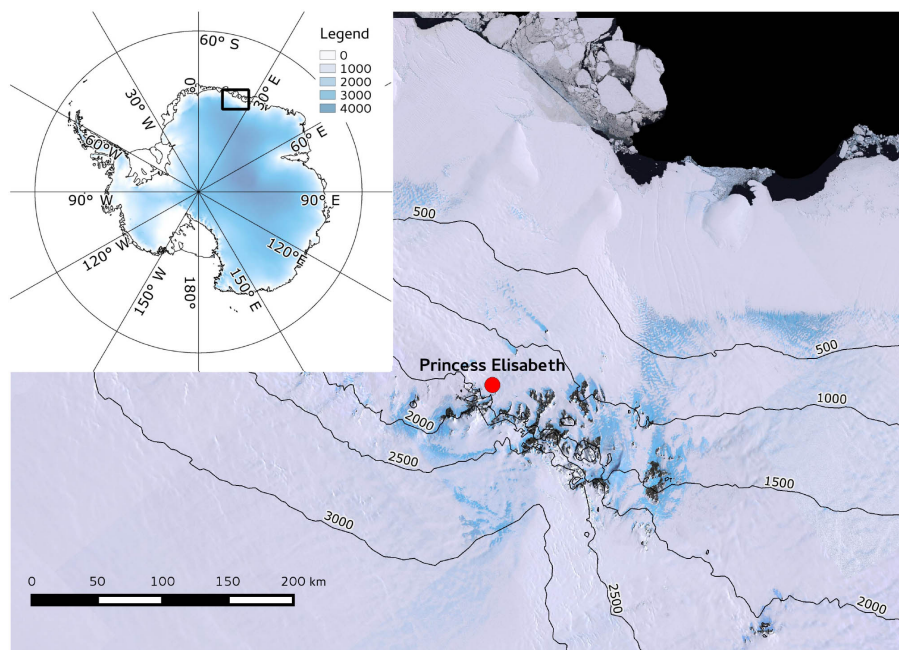 Legend
0
1000
2000
3000
4000
60° S
0°
30° E
60° E
90° E
120° E
150° E
180°
150° W
120° W
90° W
60° W
30° W
500
500
Princess Elisabeth
1000
2000
2500
1500
3000
2500
2000
0 50 100 150 200 km